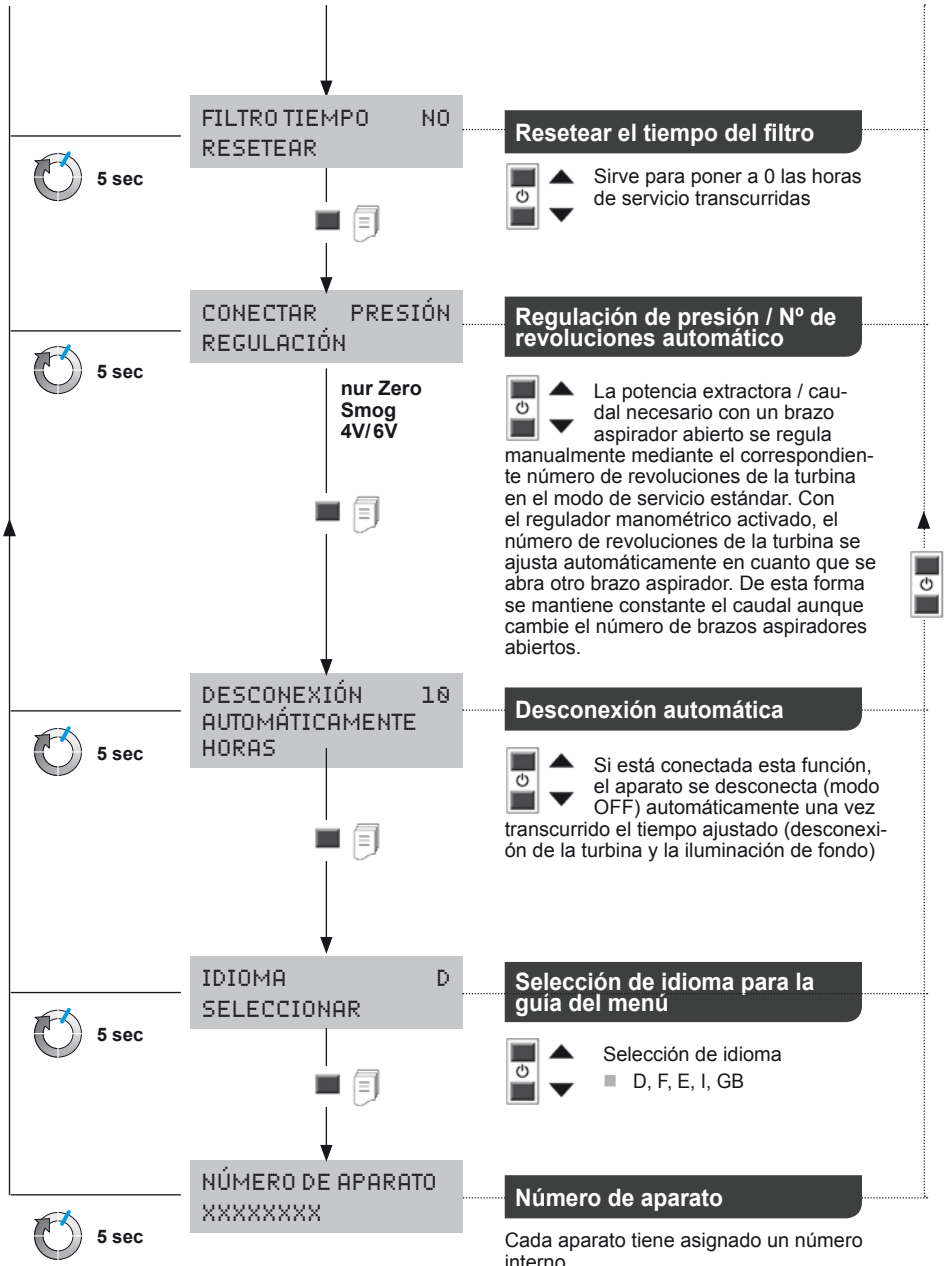 FILTRO TIEMPO NO
RESETEAR
Resetear el tiempo del filtro
5 sec
Sirve para poner a 0 las horas
de servicio transcurridas
CONECTAR PRESIÓN
REGULACIÓN
Regulación de presión / Nº de
revoluciones automático
5 sec
nur Zero
Smog
4V/6V
La potencia extractora / cau-
dal necesario con un brazo
aspirador abierto se regula
manualmente mediante el correspondien-
te número de revoluciones de la turbina
en el modo de servicio estándar. Con
el regulador manométrico activado, el
número de revoluciones de la turbina se
ajusta automáticamente en cuanto que se
abra otro brazo aspirador. De esta forma
se mantiene constante el caudal aunque
cambie el número de brazos aspiradores
abiertos.
DESCONEXIÓN 10
AUTOMÁTICAMENTE
HORAS
Desconexión automática
5 sec
Si está conectada esta función,
el aparato se desconecta (modo
OFF) automáticamente una vez
transcurrido el tiempo ajustado (desconexi-
ón de la turbina y la iluminación de fondo)
IDIOMA D
SELECCIONAR
Selección de idioma para la
guía del menú
5 sec
Selección de idioma
D, F, E, I, GB
NÚMERO DE APARATO
XXXXXXXX
Número de aparato
5 sec
Cada aparato tiene asignado un número
interno